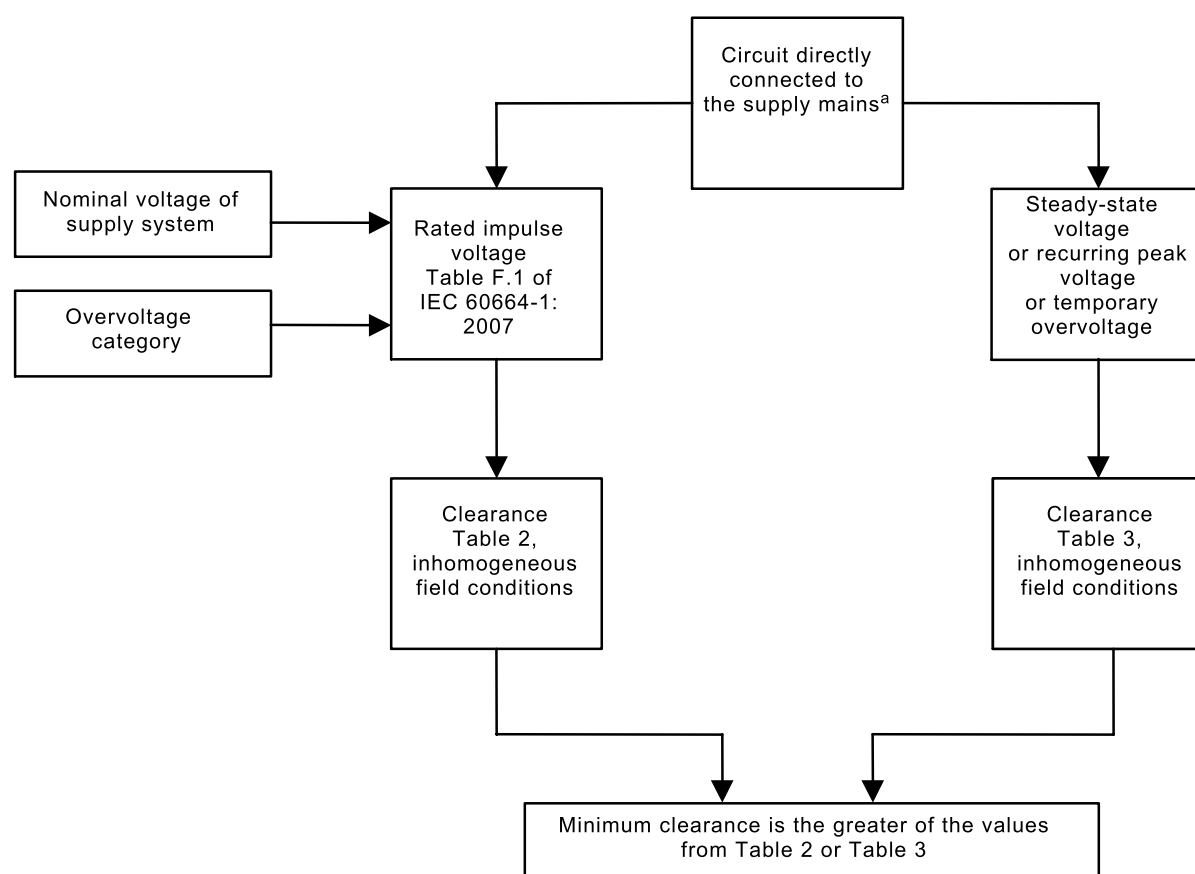 Circuit directly
connected to
the supply mainsᵃ
Nominal voltage of
supply system
Overvoltage
category
Rated impulse
voltage
Table F.1 of
IEC 60664-1:
2007
Steady-state
voltage
or recurring peak
voltage
or temporary
overvoltage
Clearance
Table 2,
inhomogeneous
field conditions
Clearance
Table 3,
inhomogeneous
field conditions
Minimum clearance is the greater of the values
from Table 2 or Table 3